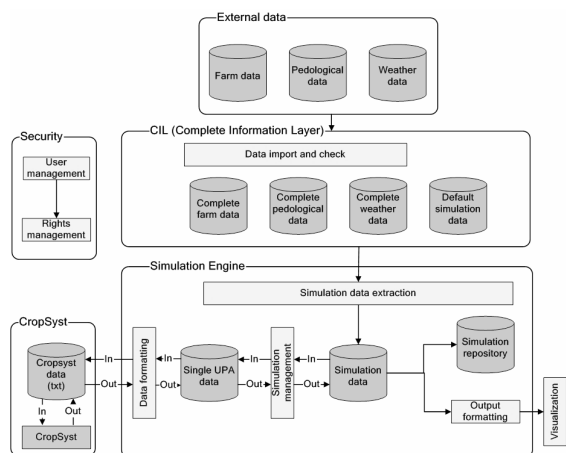 External data
Farm data
Pedological
data
Weather
data
CIL (Complete Information Layer)
Data import and check
Complete
farm data
Complete
pedological
data
Complete
weather
data
Default
simulation
data
Security
User
management
Rights
management
Simulation Engine
Simulation data extraction
CropSyst
Cropsyst
data
(txt)
In
Out
CropSyst
In
Out
Data formatting
In
Out
Single UPA
data
In
Out
Simulation
management
In
Out
Simulation
data
Simulation
repository
Output
formatting
Visualization